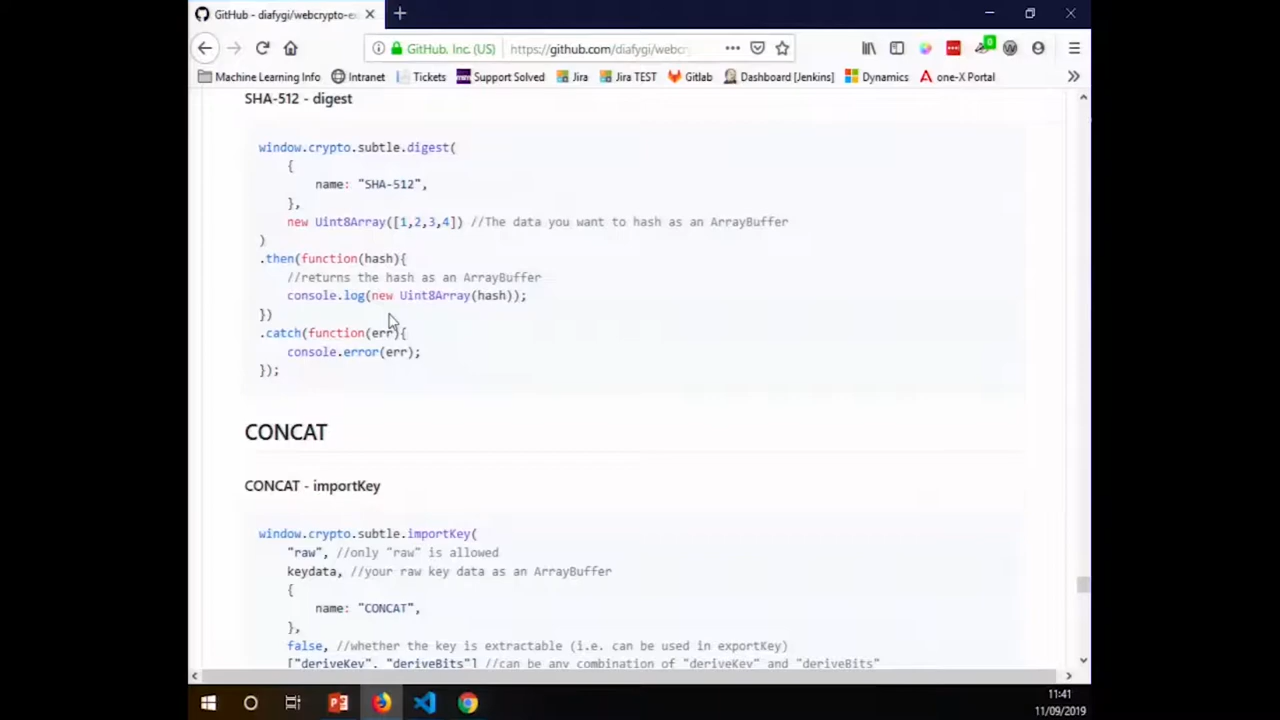 GitHub - diafygi/webcrypto-ex
GitHub, Inc. (US) https://github.com/diafygi/webcry
0
Machine Learning Info Intranet Tickets Support Solved Jira Jira TEST Gitlab Dashboard [Jenkins] Dynamics one-X Portal
SHA-512 - digest
window.crypto.subtle.digest(
{
name: "SHA-512",
},
new Uint8Array([1,2,3,4]) //The data you want to hash as an ArrayBuffer
)
.then(function(hash){
//returns the hash as an ArrayBuffer
console.log(new Uint8Array(hash));
})
.catch(function(err){
console.error(err);
});
CONCAT
CONCAT - importKey
window.crypto.subtle.importKey(
"raw", //only "raw" is allowed
keydata, //your raw key data as an ArrayBuffer
{
name: "CONCAT",
},
false, //whether the key is extractable (i.e. can be used in exportKey)
["deriveKey", "deriveBits"] //can be any combination of "deriveKey" and "deriveBits"
11:41
11/09/2019